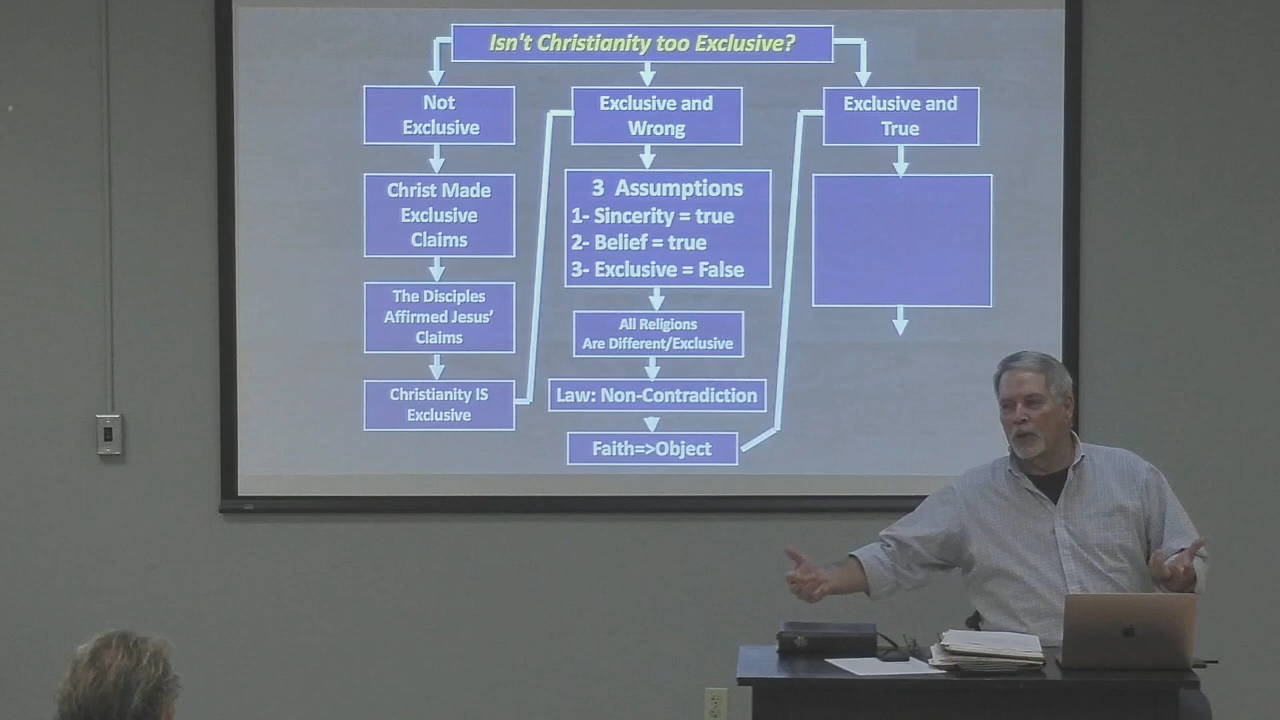 Isn't Christianity too Exclusive?
Not
Exclusive
Christ Made
Exclusive
Claims
The Disciples
Affirmed Jesus'
Claims
Christianity IS
Exclusive
Exclusive and
Wrong
3 Assumptions
1- Sincerity = true
2- Belief = true
3- Exclusive = False
All Religions
Are Different/Exclusive
Law: Non-Contradiction
Faith=>Object
Exclusive and
True